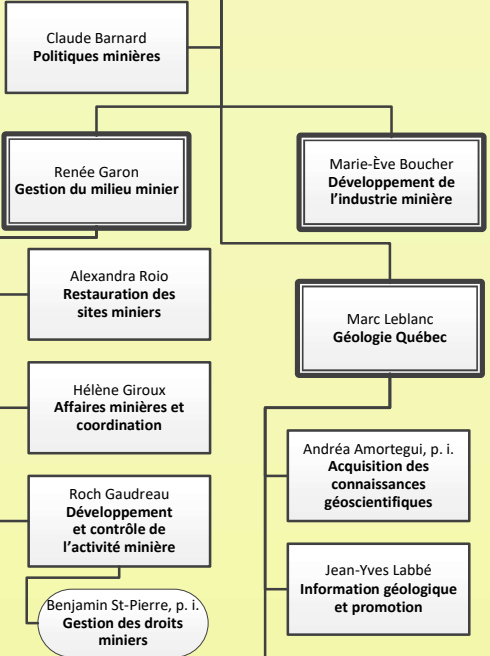 Claude Barnard
Politiques minières
Renée Garon
Gestion du milieu minier
Marie-Ève Boucher
Développement de
l'industrie minière
Alexandra Roio
Restauration des
sites miniers
Marc Leblanc
Géologie Québec
Hélène Giroux
Affaires minières et
coordination
Andréa Amortegui, p. i.
Acquisition des
connaissances
géoscientifiques
Roch Gaudreau
Développement
et contrôle de
l'activité minière
Jean-Yves Labbé
Information géologique
et promotion
Benjamin St-Pierre, p. i.
Gestion des droits
miniers